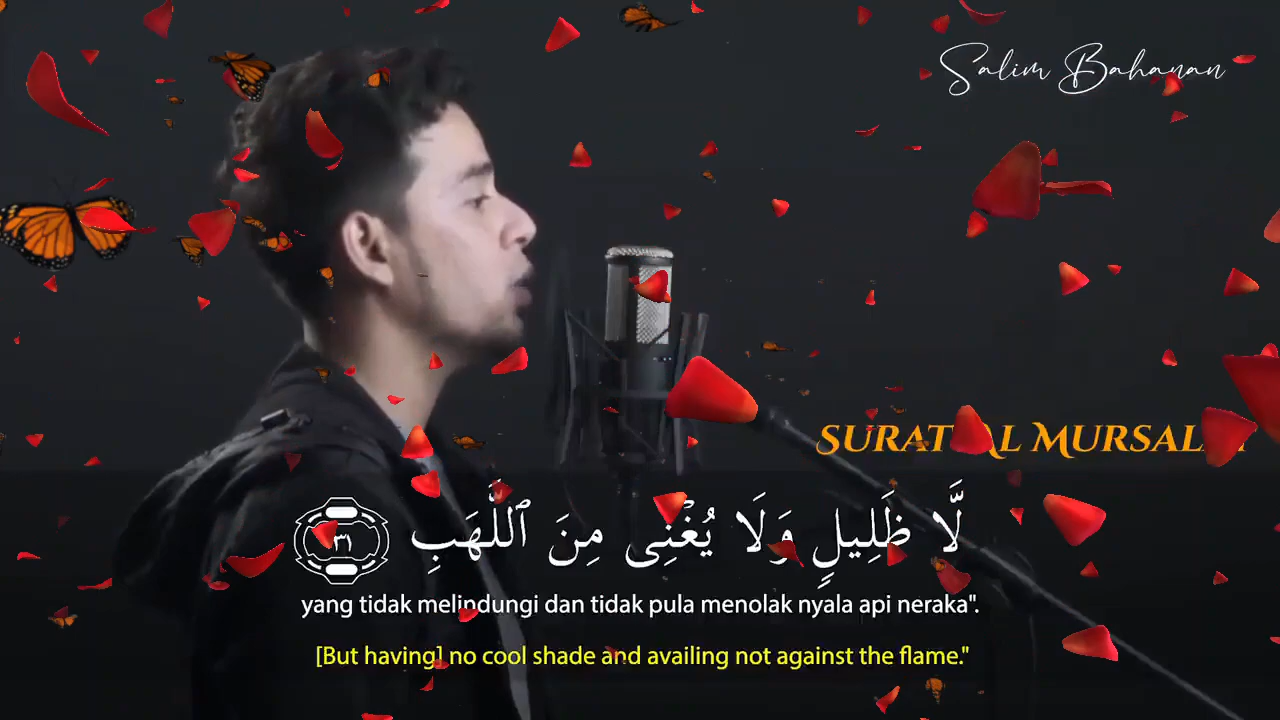 Salim Bahanan
SURAT AL MURSALAT
لَّا ظَلِيلٍ وَلَا يُغْنِى مِنَ ٱللَّهَبِ ٣١
yang tidak melindungi dan tidak pula menolak nyala api neraka".
[But having] no cool shade and availing not against the flame."